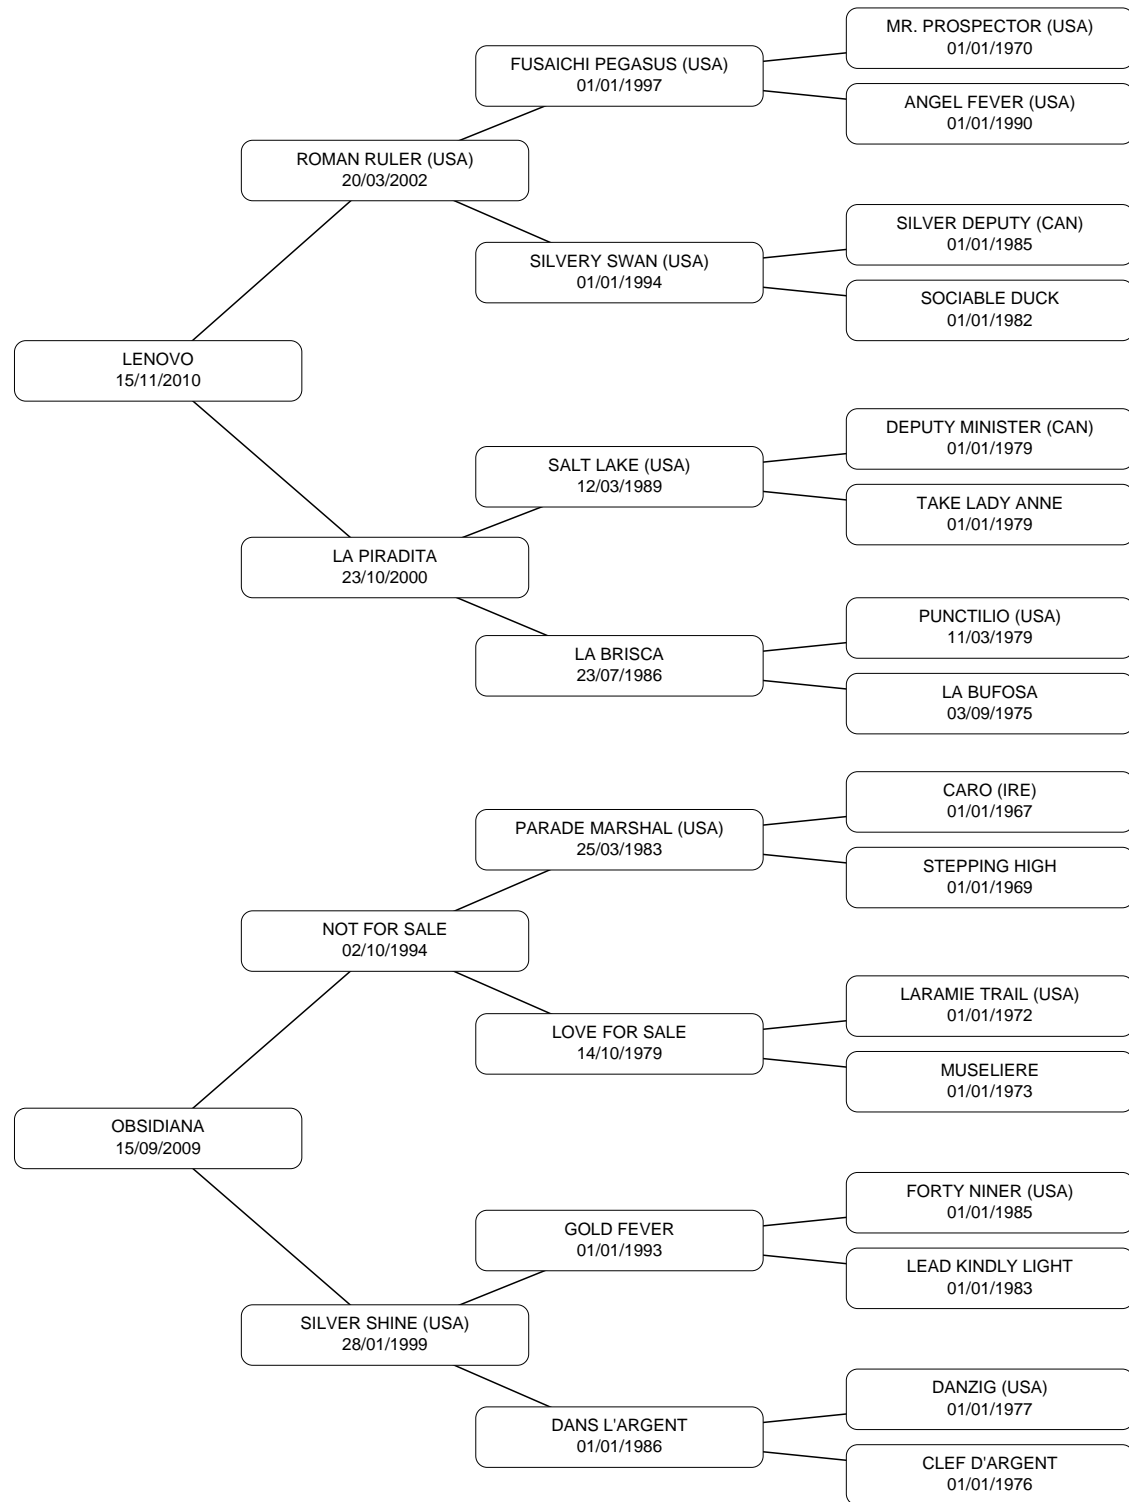 MR. PROSPECTOR (USA)
01/01/1970
FUSAICHI PEGASUS (USA)
01/01/1997
ANGEL FEVER (USA)
01/01/1990
ROMAN RULER (USA)
20/03/2002
SILVER DEPUTY (CAN)
01/01/1985
SILVERY SWAN (USA)
01/01/1994
SOCIABLE DUCK
01/01/1982
LENOVO
15/11/2010
DEPUTY MINISTER (CAN)
01/01/1979
SALT LAKE (USA)
12/03/1989
TAKE LADY ANNE
01/01/1979
LA PIRADITA
23/10/2000
PUNCTILIO (USA)
11/03/1979
LA BRISCA
23/07/1986
LA BUFOSA
03/09/1975
CARO (IRE)
01/01/1967
PARADE MARSHAL (USA)
25/03/1983
STEPPING HIGH
01/01/1969
NOT FOR SALE
02/10/1994
LARAMIE TRAIL (USA)
01/01/1972
LOVE FOR SALE
14/10/1979
MUSELIERE
01/01/1973
OBSIDIANA
15/09/2009
FORTY NINER (USA)
01/01/1985
GOLD FEVER
01/01/1993
LEAD KINDLY LIGHT
01/01/1983
SILVER SHINE (USA)
28/01/1999
DANZIG (USA)
01/01/1977
DANS L'ARGENT
01/01/1986
CLEF D'ARGENT
01/01/1976